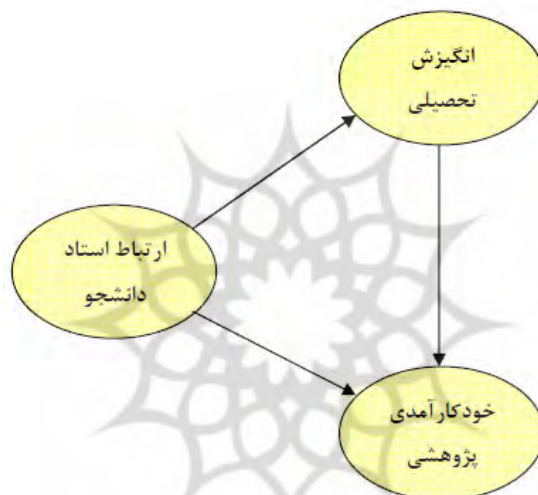 انگیزش
تحصیلی
ارتباط استاد
دانشجو
خودکارآمدی
پژوهشی